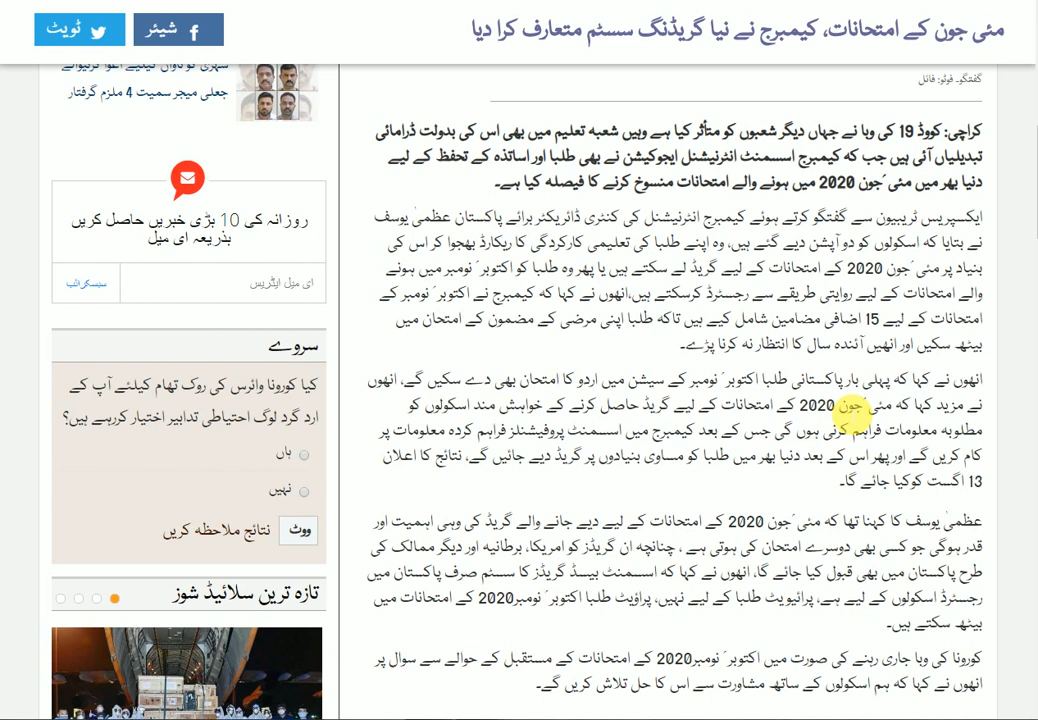 مئی جون کے امتحانات، کیمبرج نے نیا گریڈنگ سسٹم متعارف کرا دیا
شیئر
ٹویٹ
گفتگو۔ فوٹو: فائل
کراچی: کووڈ 19 کی وبا نے جہاں دیگر شعبوں کو متأثر کیا ہے وہیں شعبہ تعلیم میں بھی اس کی بدولت ڈرامائی
تبدیلیاں آئی ہیں جب کہ کیمبرج اسسمنٹ انٹرنیشنل ایجوکیشن نے بھی طلبا اور اساتذہ کے تحفظ کے لیے
دنیا بھر میں مئی ́جون 2020 میں ہونے والے امتحانات منسوخ کرنے کا فیصلہ کیا ہے۔
ایکسپریس ٹریبیون سے گفتگو کرتے ہوئے کیمبرج انٹرنیشنل کی کنٹری ڈائریکٹر برائے پاکستان عظمیٰ یوسف
نے بتایا کہ اسکولوں کو دو آپشن دیے گئے ہیں، وہ اپنے طلبا کی تعلیمی کارکردگی کا ریکارڈ بھجوا کر اس کی
بنیاد پر مئی ́جون 2020 کے امتحانات کے لیے گریڈ لے سکتے ہیں یا پھر وہ طلبا کو اکتوبر ́ نومبر میں ہونے
والے امتحانات کے لیے روایتی طریقے سے رجسٹرڈ کرسکتے ہیں،انھوں نے کہا کہ کیمبرج نے اکتوبر ́ نومبر کے
امتحانات کے لیے 15 اضافی مضامین شامل کیے ہیں تاکہ طلبا اپنی مرضی کے مضمون کے امتحان میں
بیٹھ سکیں اور انھیں آئندہ سال کا انتظار نہ کرنا پڑے۔
انھوں نے کہا کہ پہلی بار پاکستانی طلبا اکتوبر ́ نومبر کے سیشن میں اردو کا امتحان بھی دے سکیں گے، انھوں
نے مزید کہا کہ مئی ́جون 2020 کے امتحانات کے لیے گریڈ حاصل کرنے کے خواہش مند اسکولوں کو
مطلوبہ معلومات فراہم کرنی ہوں گی جس کے بعد کیمبرج میں اسسمنٹ پروفیشنلز فراہم کردہ معلومات پر
کام کریں گے اور پھر اس کے بعد دنیا بھر میں طلبا کو مساوی بنیادوں پر گریڈ دیے جائیں گے، نتائج کا اعلان
13 اگست کو کیا جائے گا۔
عظمیٰ یوسف کا کہنا تھا کہ مئی ́جون 2020 کے امتحانات کے لیے دیے جانے والے گریڈ کی وہی اہمیت اور
قدر ہوگی جو کسی بھی دوسرے امتحان کی ہوتی ہے ، چنانچہ ان گریڈز کو امریکا، برطانیہ اور دیگر ممالک کی
طرح پاکستان میں بھی قبول کیا جائے گا، انھوں نے کہا کہ اسسمنٹ بیسڈ گریڈز کا سسٹم صرف پاکستان میں
رجسٹرڈ اسکولوں کے لیے ہے، پرائیویٹ طلبا کے لیے نہیں، پراؤیٹ طلبا اکتوبر ́ نومبر2020 کے امتحانات میں
بیٹھ سکتے ہیں۔
کورونا کی وبا جاری رہنے کی صورت میں اکتوبر ́ نومبر2020 کے امتحانات کے مستقبل کے حوالے سے سوال پر
انھوں نے کہا کہ ہم اسکولوں کے ساتھ مشاورت سے اس کا حل تلاش کریں گے۔
شہری کو تاوان کیلیے اغوا کرنیوالے
جعلی میجر سمیت 4 ملزم گرفتار
روزانہ کی 10 بڑی خبریں حاصل کریں
بذریعہ ای میل
ای میل ایڈریس
سبسکرائب
سروے
کیا کورونا وائرس کی روک تھام کیلئے آپ کے
ارد گرد لوگ احتیاطی تدابیر اختیار کررہے ہیں؟
ہاں
نہیں
ووٹ
نتائج ملاحظہ کریں
تازہ ترین سلائیڈ شوز